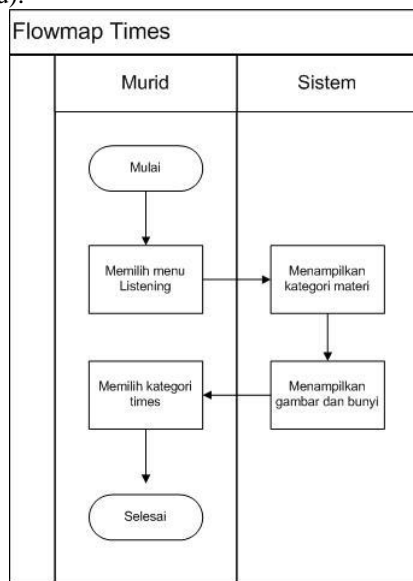 a).
Flowmap Times
Murid
Sistem
Mulai
Memilih menu
Listening
Menampilkan
kategori materi
Menampilkan
gambar dan bunyi
Memilih kategori
times
Selesai